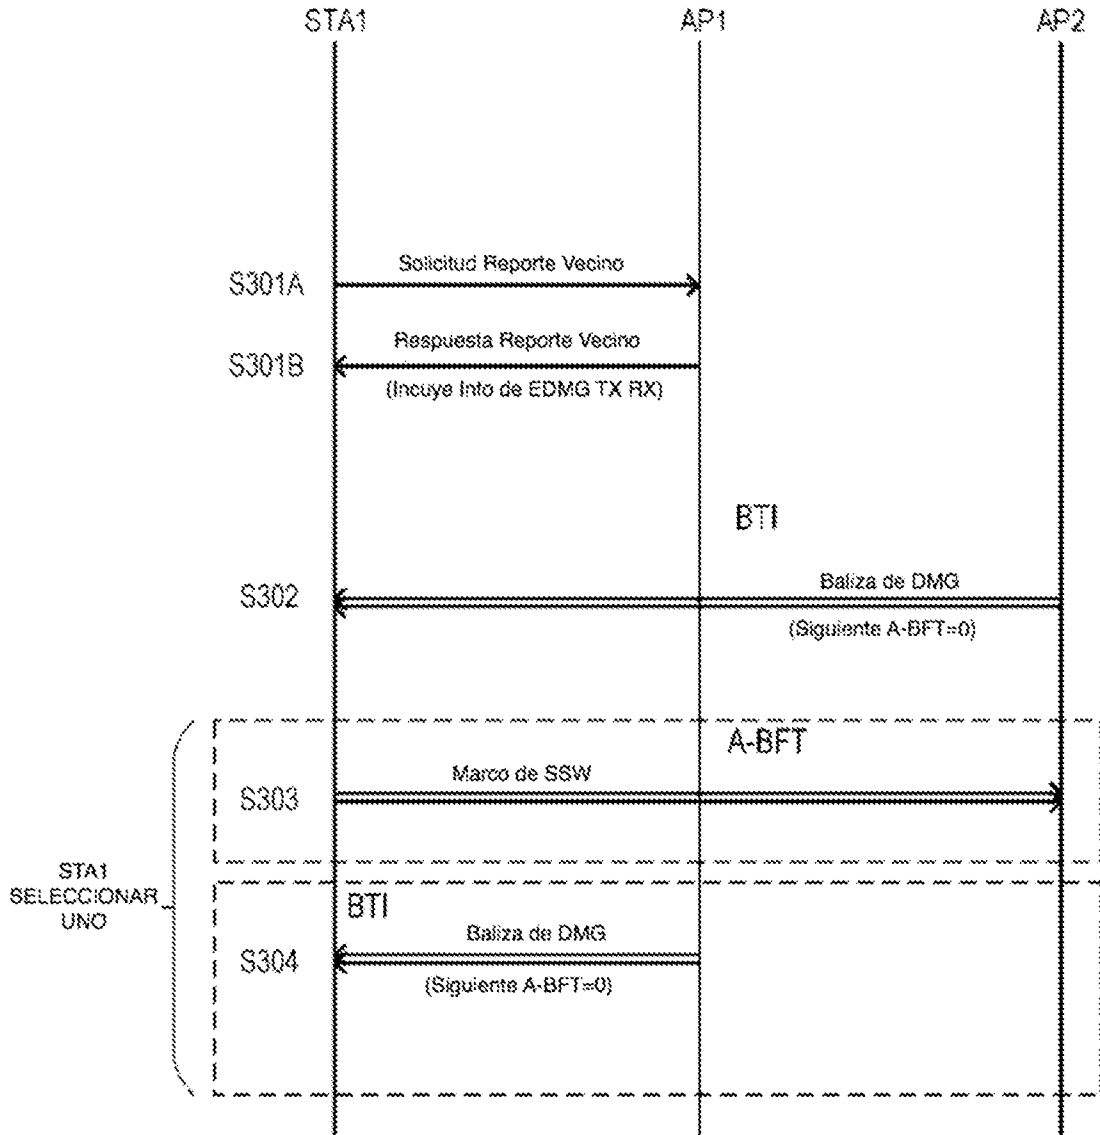 STA1 AP1 AP2
Solicitud Reporte Vecino
S301A
Respuesta Reporte Vecino
S301B
(Incuye Info de EDMG TX RX)
BTI
Baliza de DMG
S302
(Siguiente A-BFT=0)
A-BFT
Marco de SSW
S303
STA1
SELECCIONAR
UNO
BTI
Baliza de DMG
S304
(Siguiente A-BFT=0)